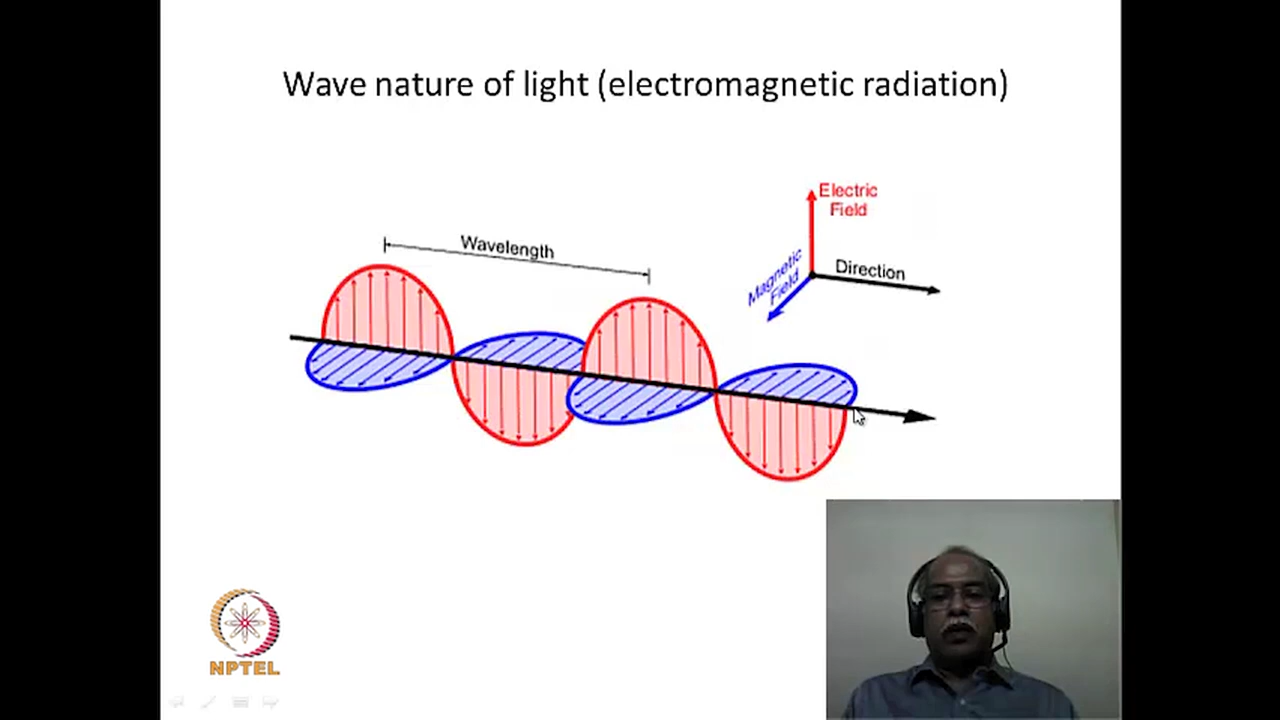 Wave nature of light (electromagnetic radiation)
Electric
Field
Wavelength
Magnetic
Field
Direction
NPTEL